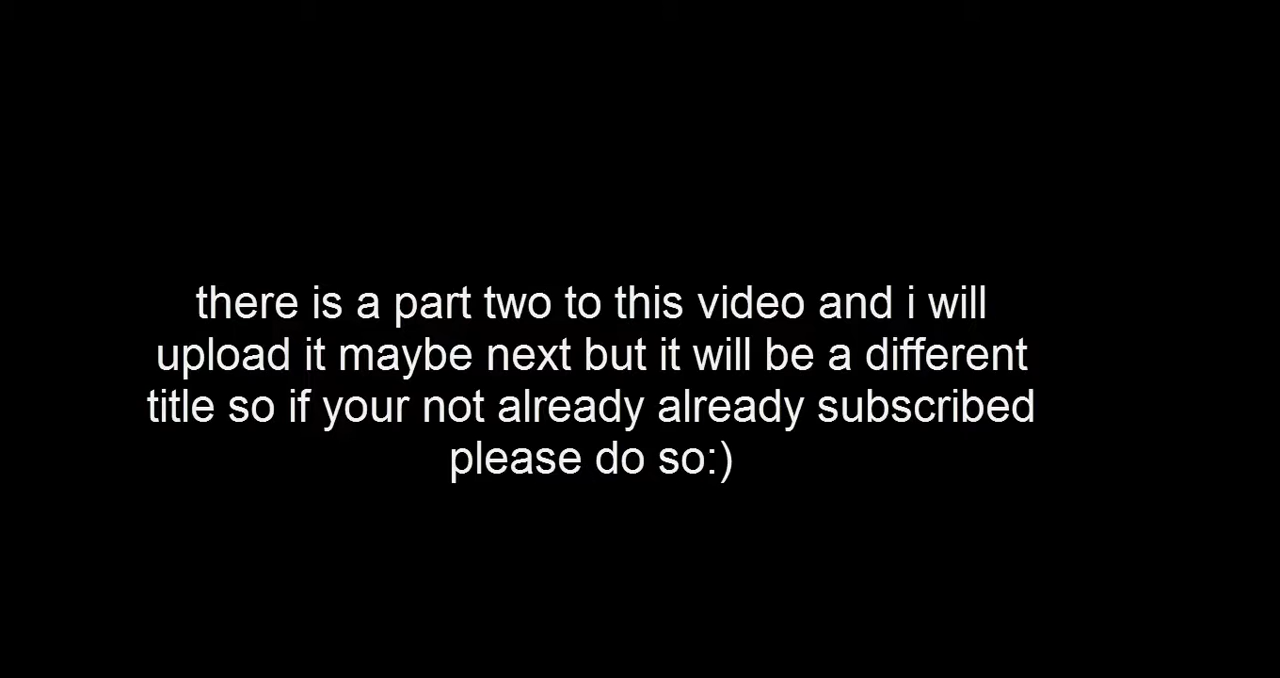 there is a part two to this video and i will
upload it maybe next but it will be a different
title so if your not already already subscribed
please do so:)